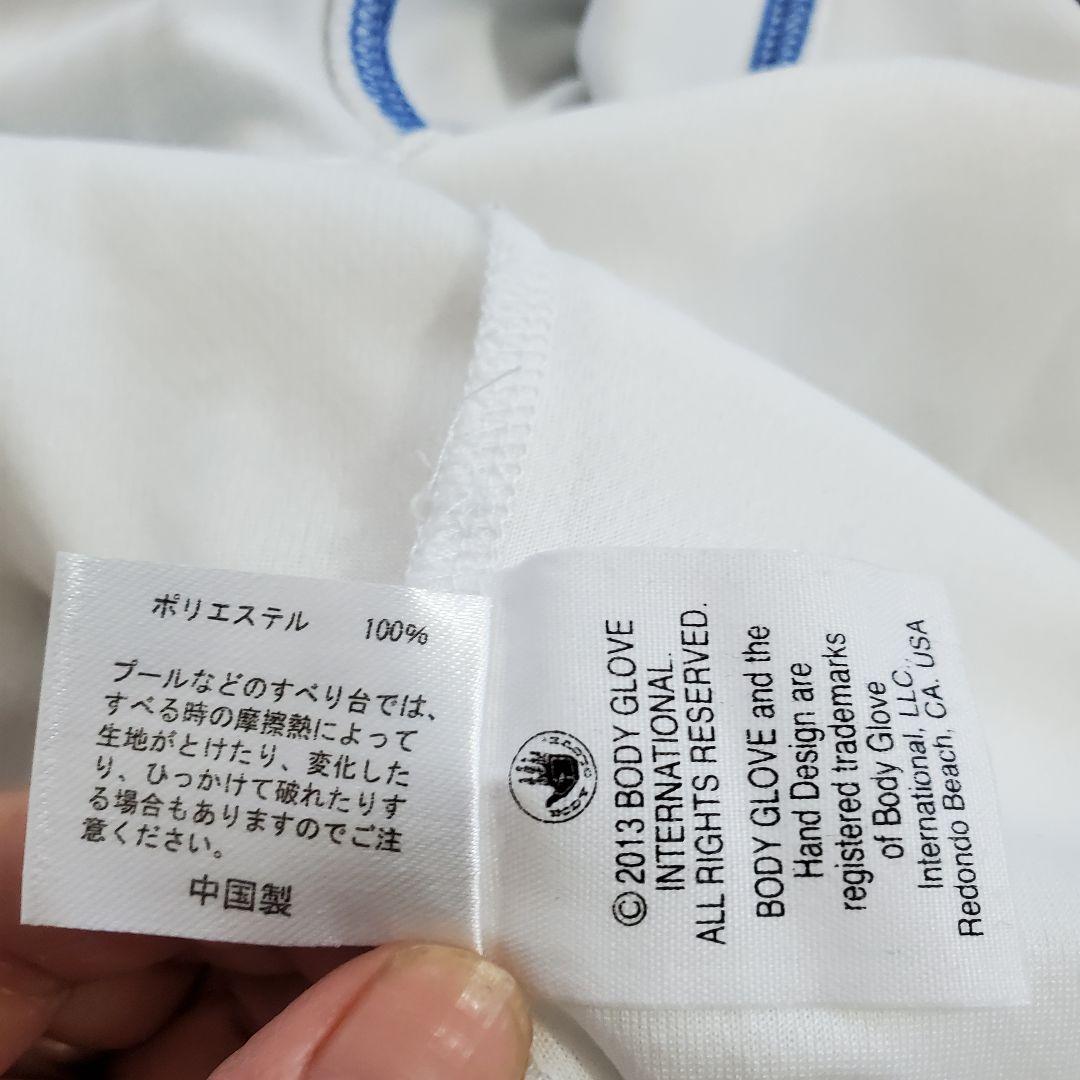 ポリエステル 100%
プールなどのすべり台では、
すべる時の摩擦熱によって
生地がとけたり、変化した
り、ひっかけて破れたりす
る場合もありますのでご注
意ください。
中国製
© 2013 BODY GLOVE
INTERNATIONAL.
ALL RIGHTS RESERVED.
BODY GLOVE and the
Hand Design are
registered trademarks
of Body Glove
International, LLC.
Redondo Beach, CA. USA